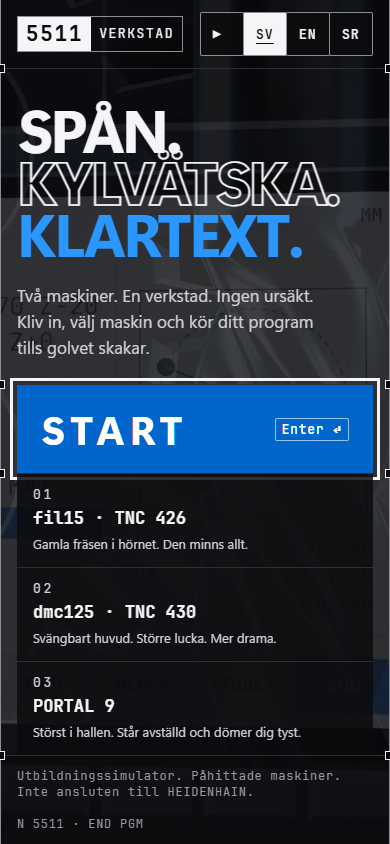 5511 VERKSTAD ▶ SV EN SR
SPÅN.
KYLVÄTSKA.
KLARTEXT.
Två maskiner. En verkstad. Ingen ursäkt.
Kliv in, välj maskin och kör ditt program
tills golvet skakar.
START Enter ↵
01
fil15 · TNC 426
Gamla fräsen i hörnet. Den minns allt.
02
dmc125 · TNC 430
Svängbart huvud. Större lucka. Mer drama.
03
PORTAL 9
Störst i hallen. Står avställd och dömer dig tyst.
Utbildningssimulator. Påhittade maskiner.
Inte ansluten till HEIDENHAIN.
N 5511 · END PGM